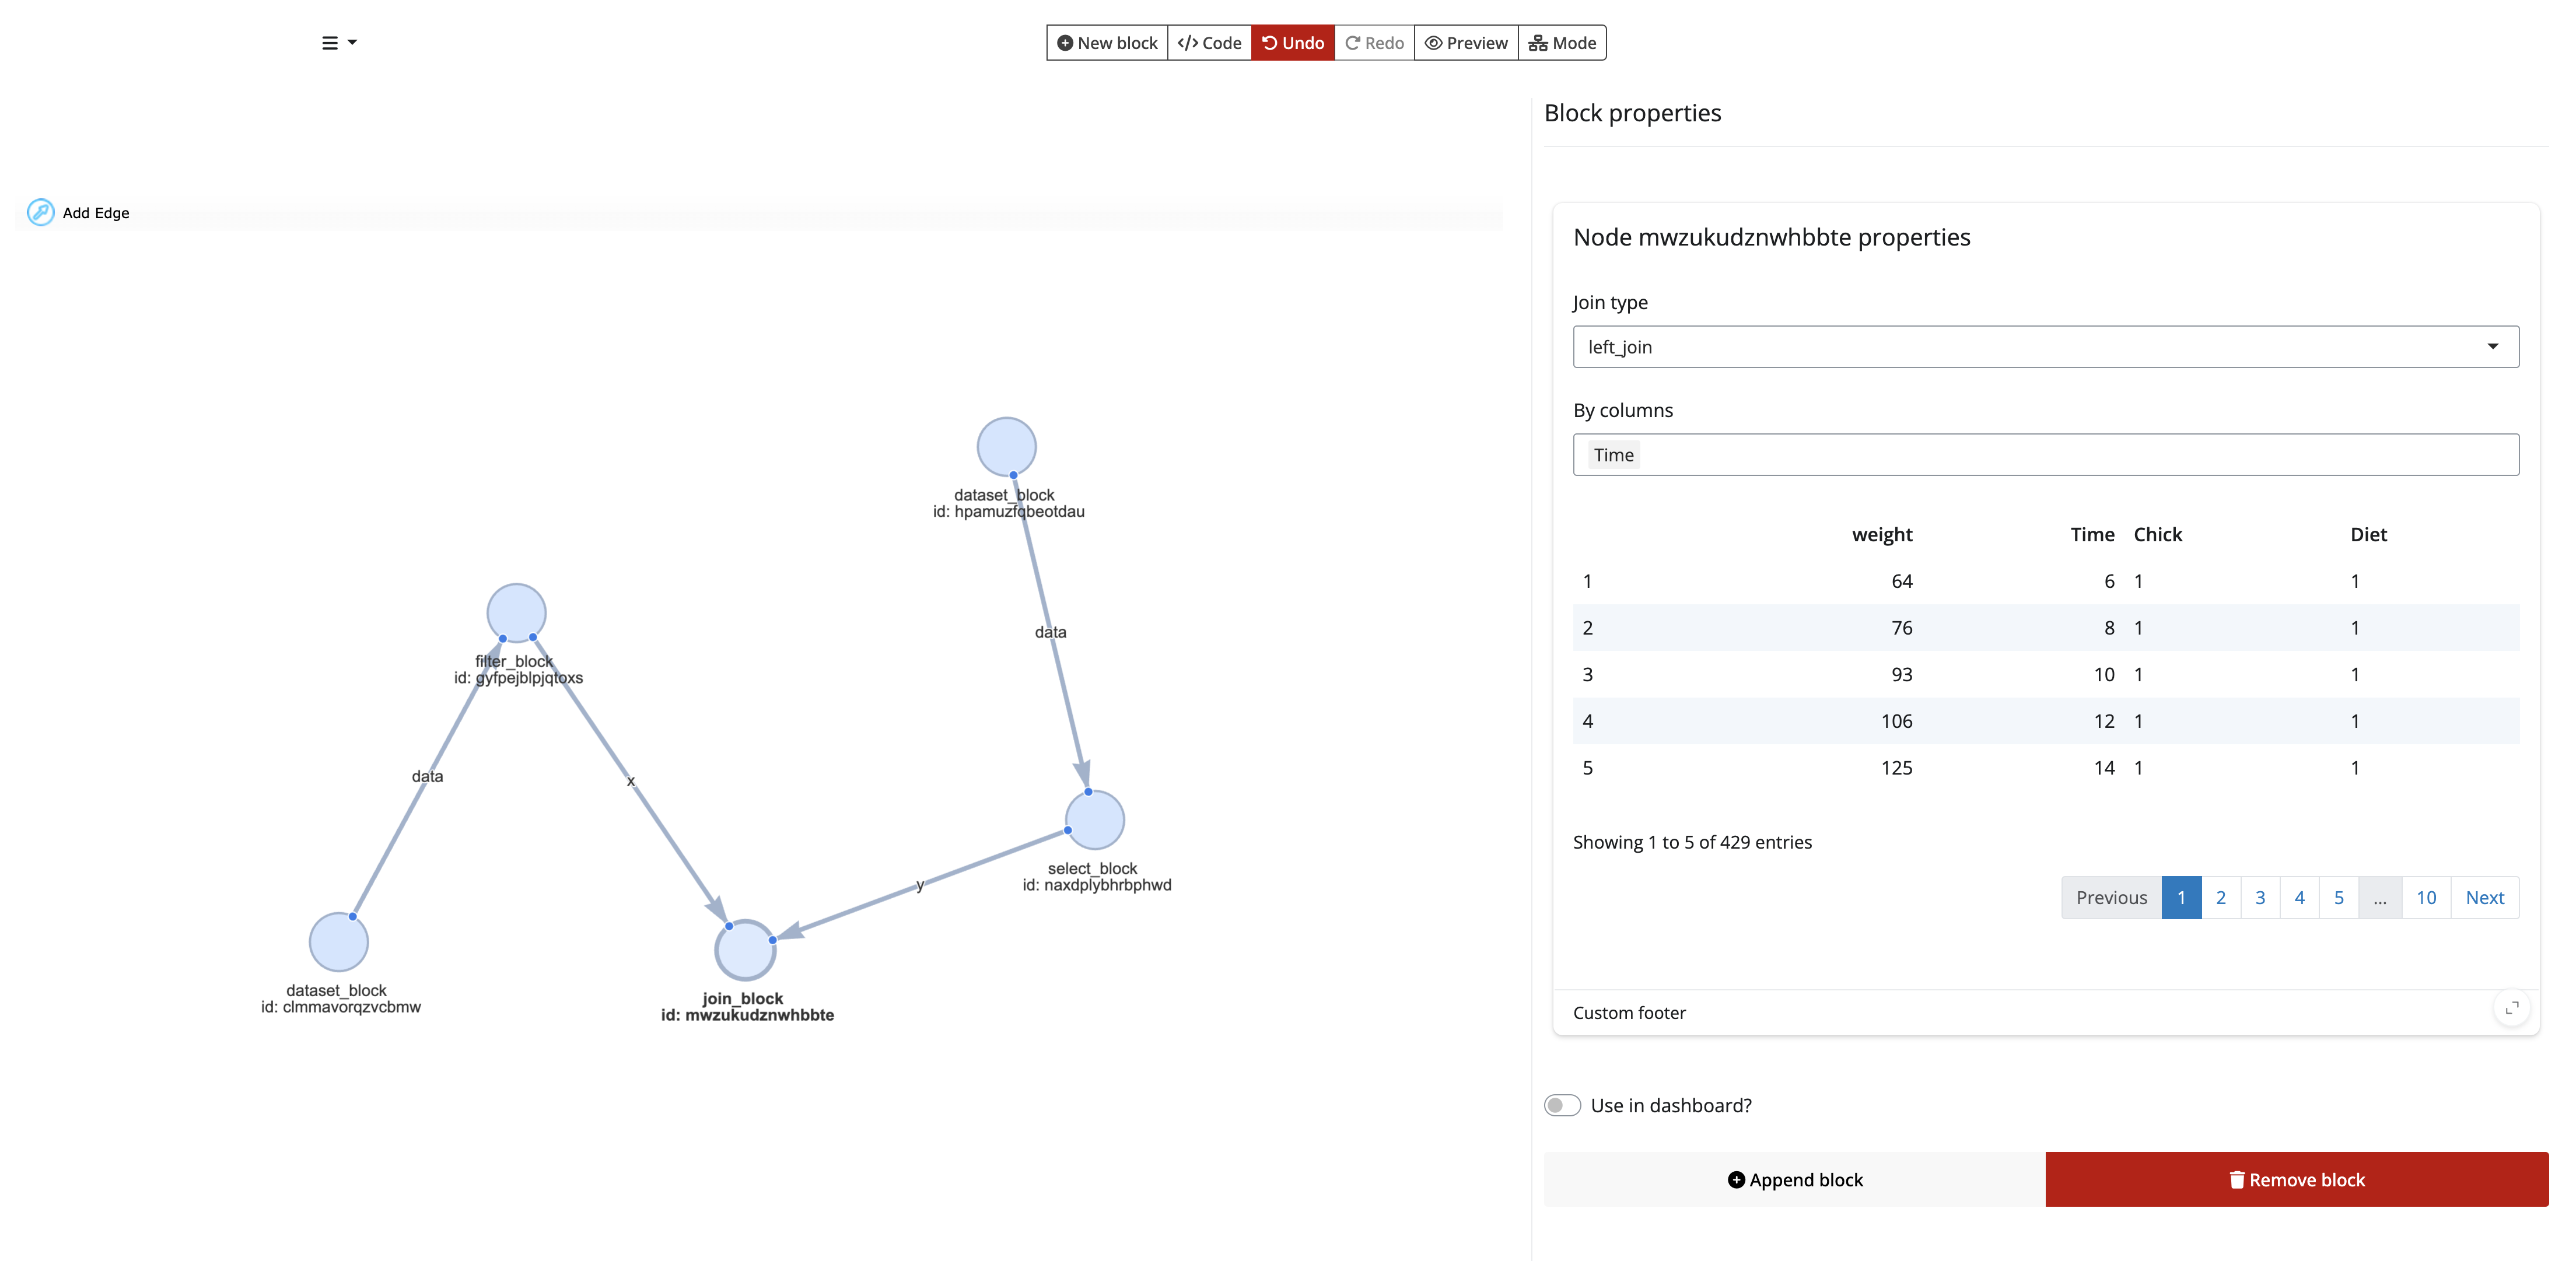 New block
Code
Undo
Redo
Preview
Mode
Add Edge
dataset_block
id: hpamuzfqbeotdau
data
filter_block
id: gyfpejblpjqtoxs
data
x
select_block
id: naxdplybhrbphwd
y
dataset_block
id: clmmavorqzvcbmw
join_block
id: mwzukudznwhbbte
Block properties
Node mwzukudznwhbbte properties
Join type
left_join
By columns
Time
weight Time Chick Diet
1 64 6 1 1
2 76 8 1 1
3 93 10 1 1
4 106 12 1 1
5 125 14 1 1
Showing 1 to 5 of 429 entries
Previous 1 2 3 4 5 ... 10 Next
Custom footer
Use in dashboard?
Append block
Remove block